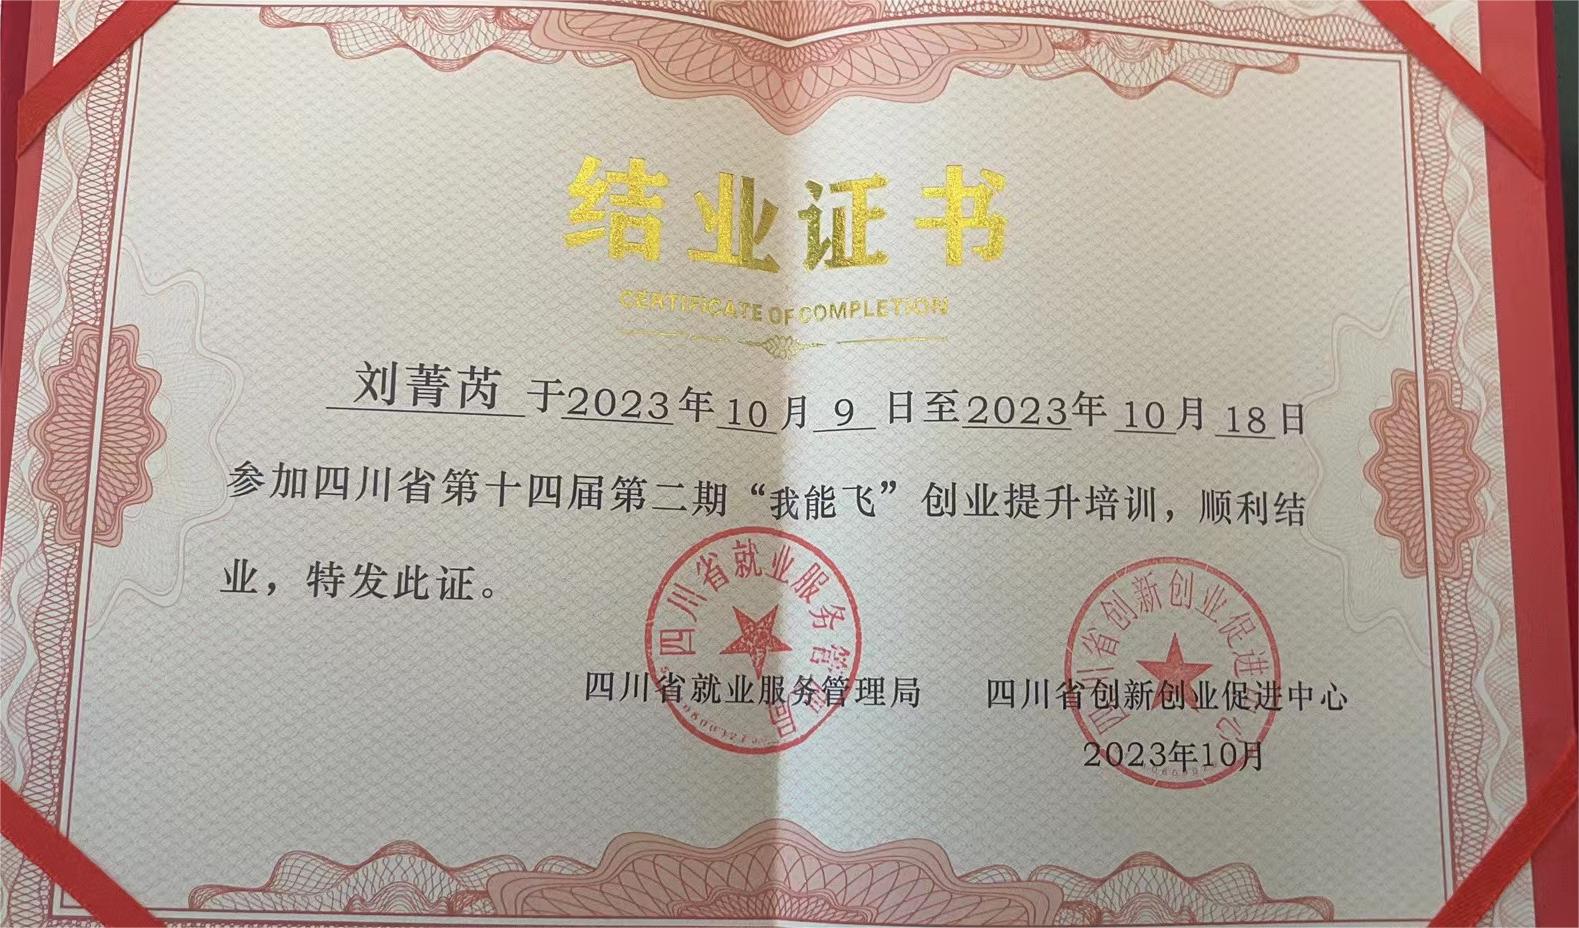 结业证书
CERTIFICATE OF COMPLETION
刘菁芮 于2023年10月9日至2023年10月18日
参加四川省第十四届第二期“我能飞”创业提升培训，顺利结
业，特发此证。
四川省就业服务管理局
四川省就业服务管理局 四川省创新创业促进中心
四川省创新创业促进中心
2023年10月